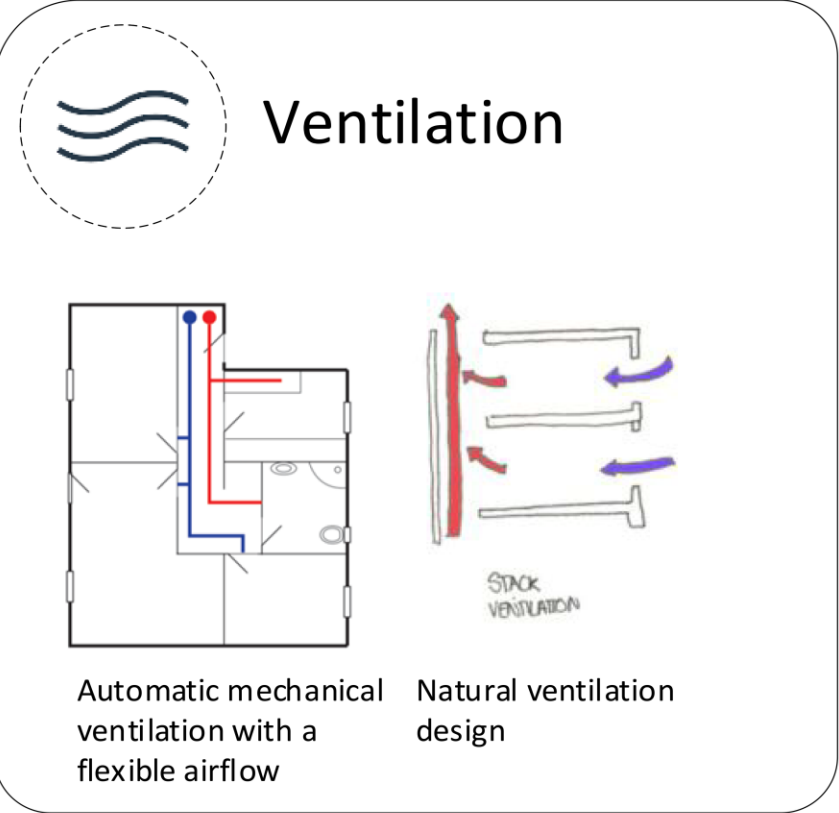 Ventilation
STACK
VENTILATION
Automatic mechanical
ventilation with a
flexible airflow
Natural ventilation
design